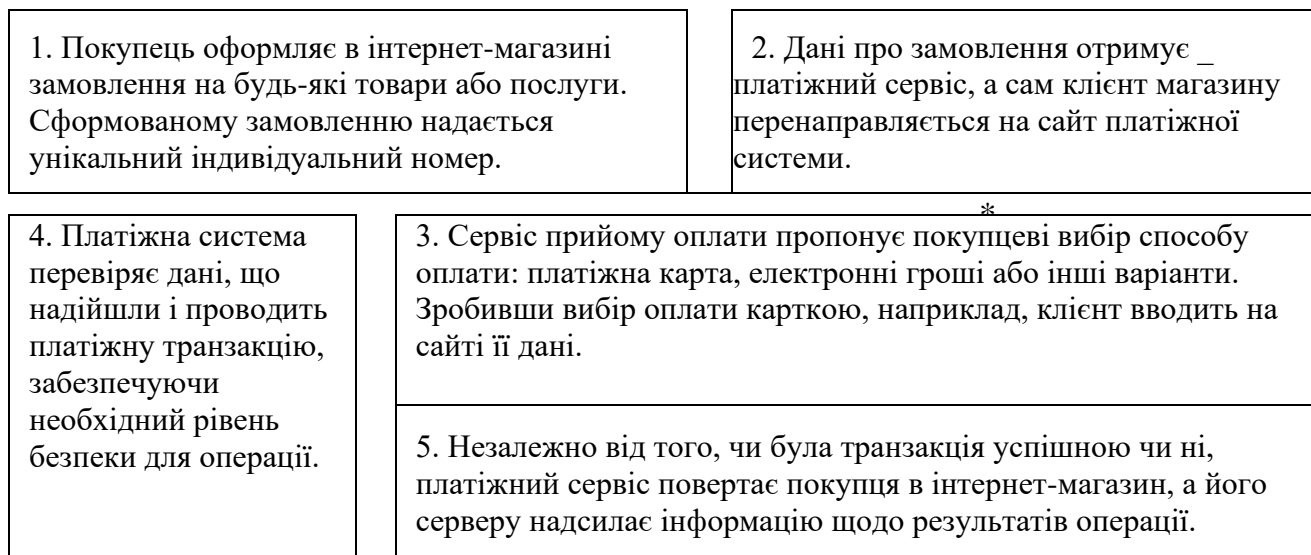 1. Покупець оформляє в інтернет-магазині
замовлення на будь-які товари або послуги.
Сформованому замовленню надається
унікальний індивідуальний номер.
2. Дані про замовлення отримує _
платіжний сервіс, а сам клієнт магазину
перенаправляється на сайт платіжної
системи.
*
4. Платіжна система
перевіряє дані, що
надійшли і проводить
платіжну транзакцію,
забезпечуючи
необхідний рівень
безпеки для операції.
3. Сервіс прийому оплати пропонує покупцеві вибір способу
оплати: платіжна карта, електронні гроші або інші варіанти.
Зробивши вибір оплати карткою, наприклад, клієнт вводить на
сайті її дані.
5. Незалежно від того, чи була транзакція успішною чи ні,
платіжний сервіс повертає покупця в інтернет-магазин, а його
серверу надсилає інформацію щодо результатів операції.